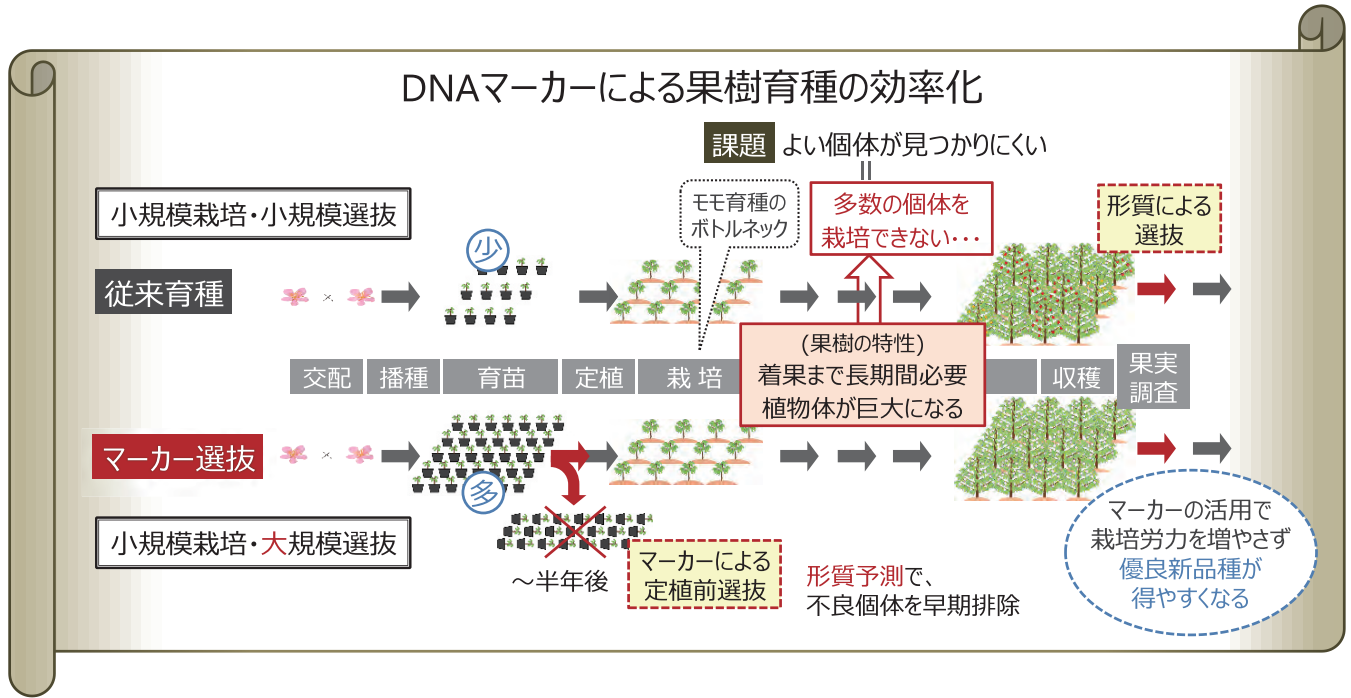 DNAマーカーによる果樹育種の効率化
課題 よい個体が見つかりにくい
小規模栽培・小規模選抜
モモ育種の
ボトルネック
多数の個体を
栽培できない・・・
形質による
選抜
少
従来育種
(果樹の特性)
着果まで長期間必要
植物体が巨大になる
交配 播種 育苗 定植 栽培 収穫 果実
調査
マーカー選抜
多
小規模栽培・大規模選抜
～半年後
マーカーによる
定植前選抜
形質予測で、
不良個体を早期排除
マーカーの活用で
栽培労力を増やさず
優良新品種が
得やすくなる